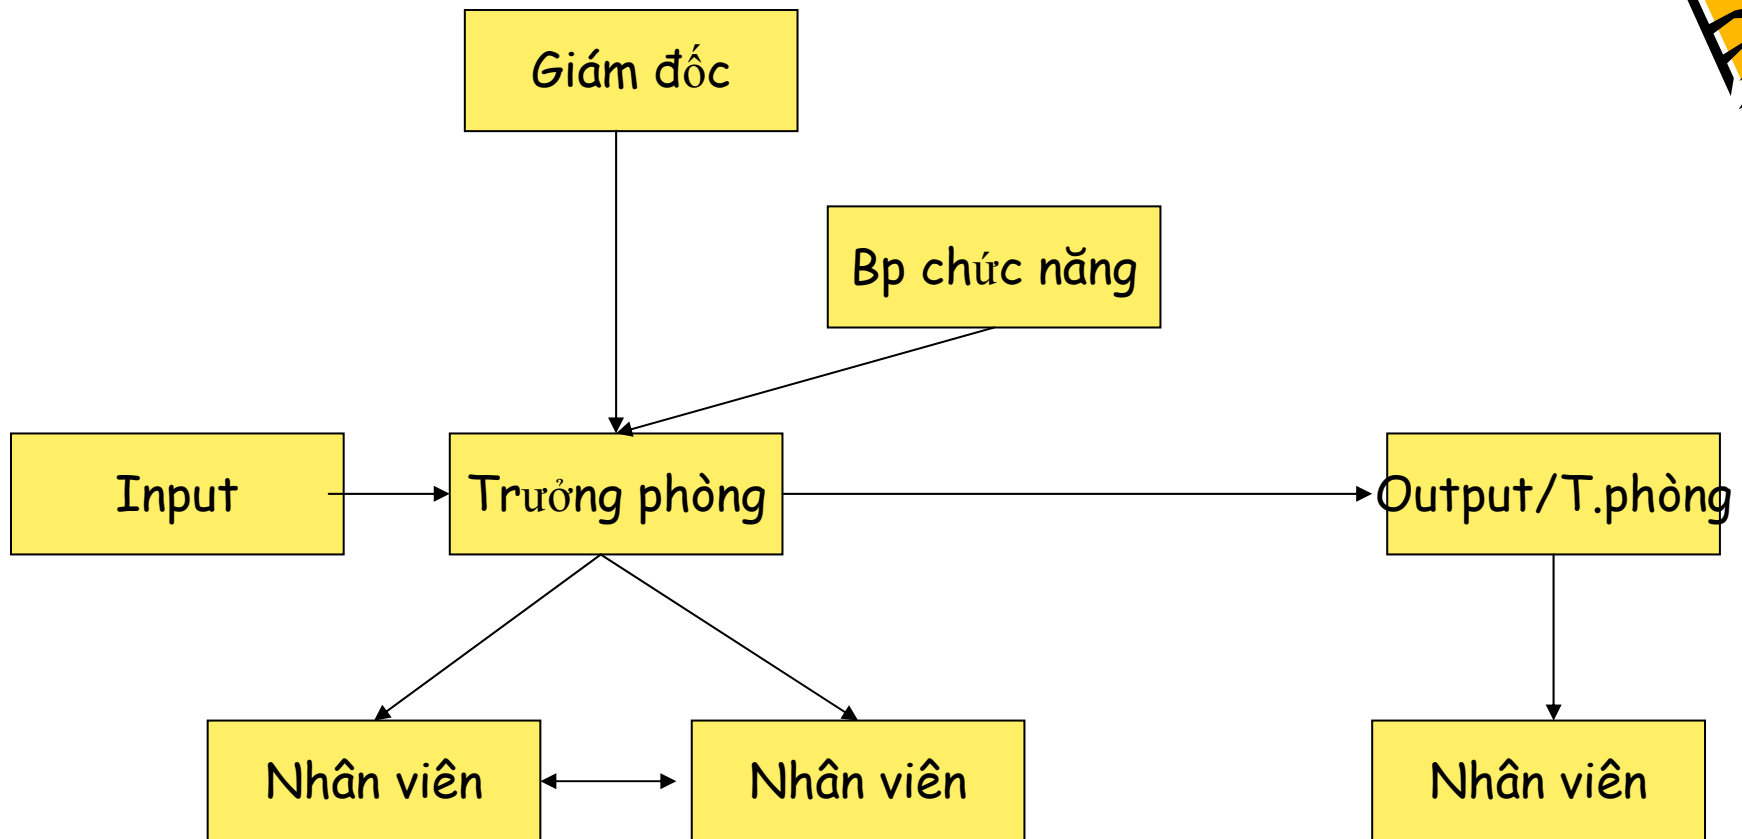 Giám đốc
Bp chức năng
Input
Trưởng phòng
Output/T.phòng
Nhân viên
Nhân viên
Nhân viên